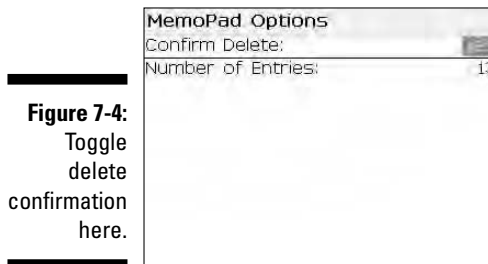 MemoPad Options
Confirm Delete:
Number of Entries:
Figure 7-4:
Toggle
delete
confirmation
here.